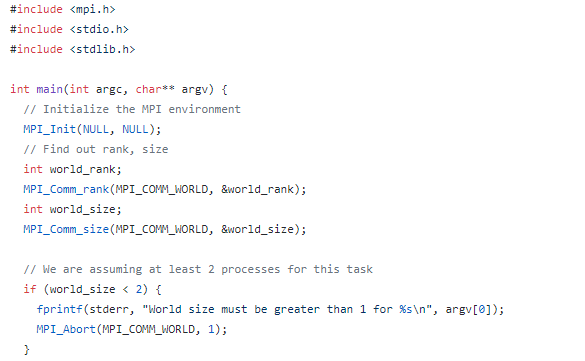 #include <mpi.h>
#include <stdio.h>
#include <stdlib.h>
int main(int argc, char** argv) {
// Initialize the MPI environment
MPI_Init(NULL, NULL);
// Find out rank, size
int world_rank;
MPI_Comm_rank(MPI_COMM_WORLD, &world_rank);
int world_size;
MPI_Comm_size(MPI_COMM_WORLD, &world_size);
// We are assuming at least 2 processes for this task
if (world_size < 2) {
fprintf(stderr, "World size must be greater than 1 for %s\n", argv[0]);
MPI_Abort(MPI_COMM_WORLD, 1);
}